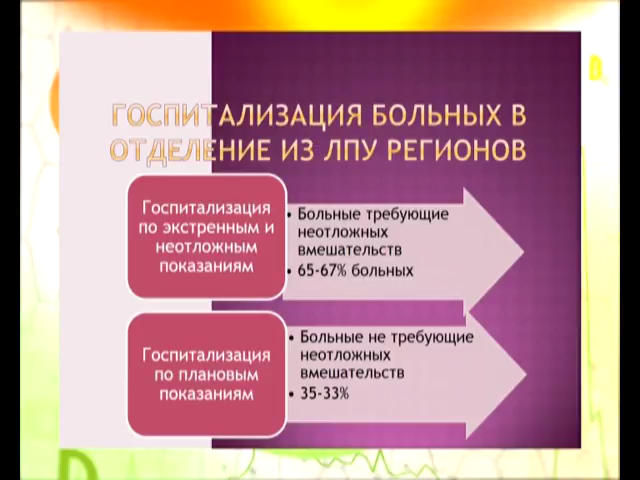 ГОСПИТАЛИЗАЦИЯ БОЛЬНЫХ В
ОТДЕЛЕНИЕ ИЗ ЛПУ РЕГИОНОВ
Госпитализация
по экстренным и
неотложным
показаниям
• Больные требующие
неотложных
вмешательств
• 65-67% больных
Госпитализация
по плановым
показаниям
• Больные не требующие
неотложных
вмешательств
• 35-33%